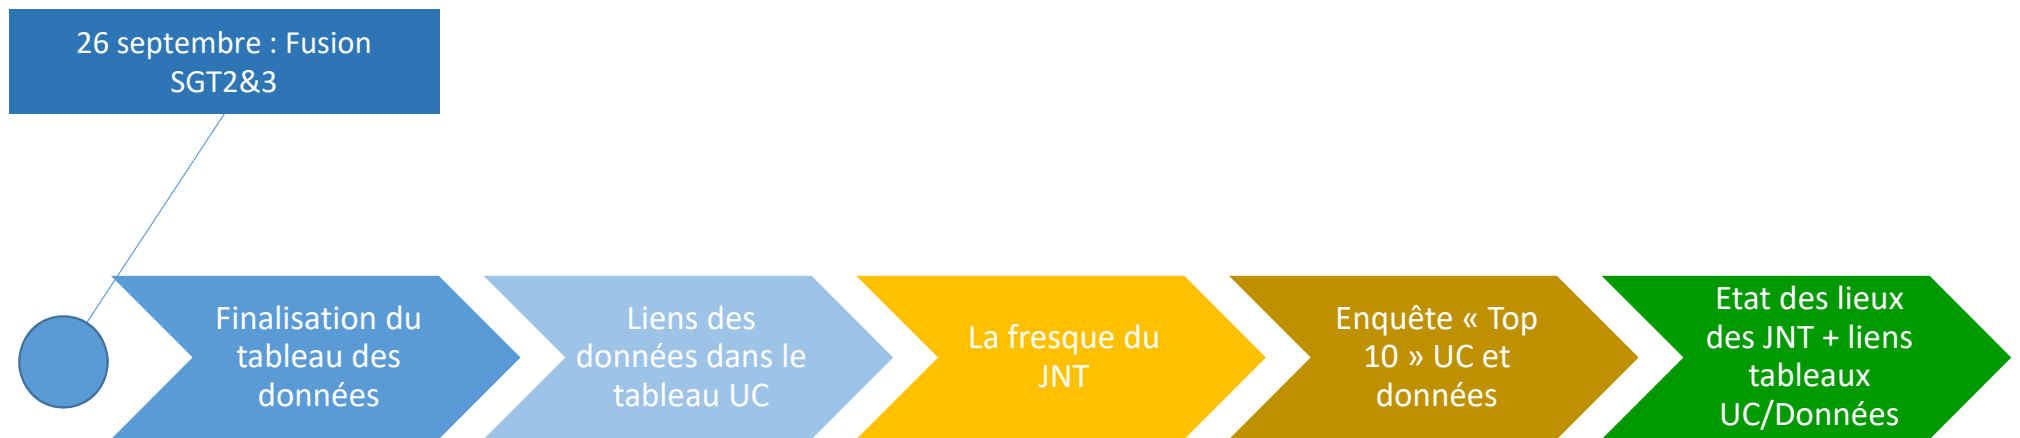 26 septembre : Fusion
SGT2&3
Finalisation du
tableau des
données
Liens des
données dans le
tableau UC
La fresque du
JNT
Enquête « Top
10 » UC et
données
Etat des lieux
des JNT + liens
tableaux
UC/Données